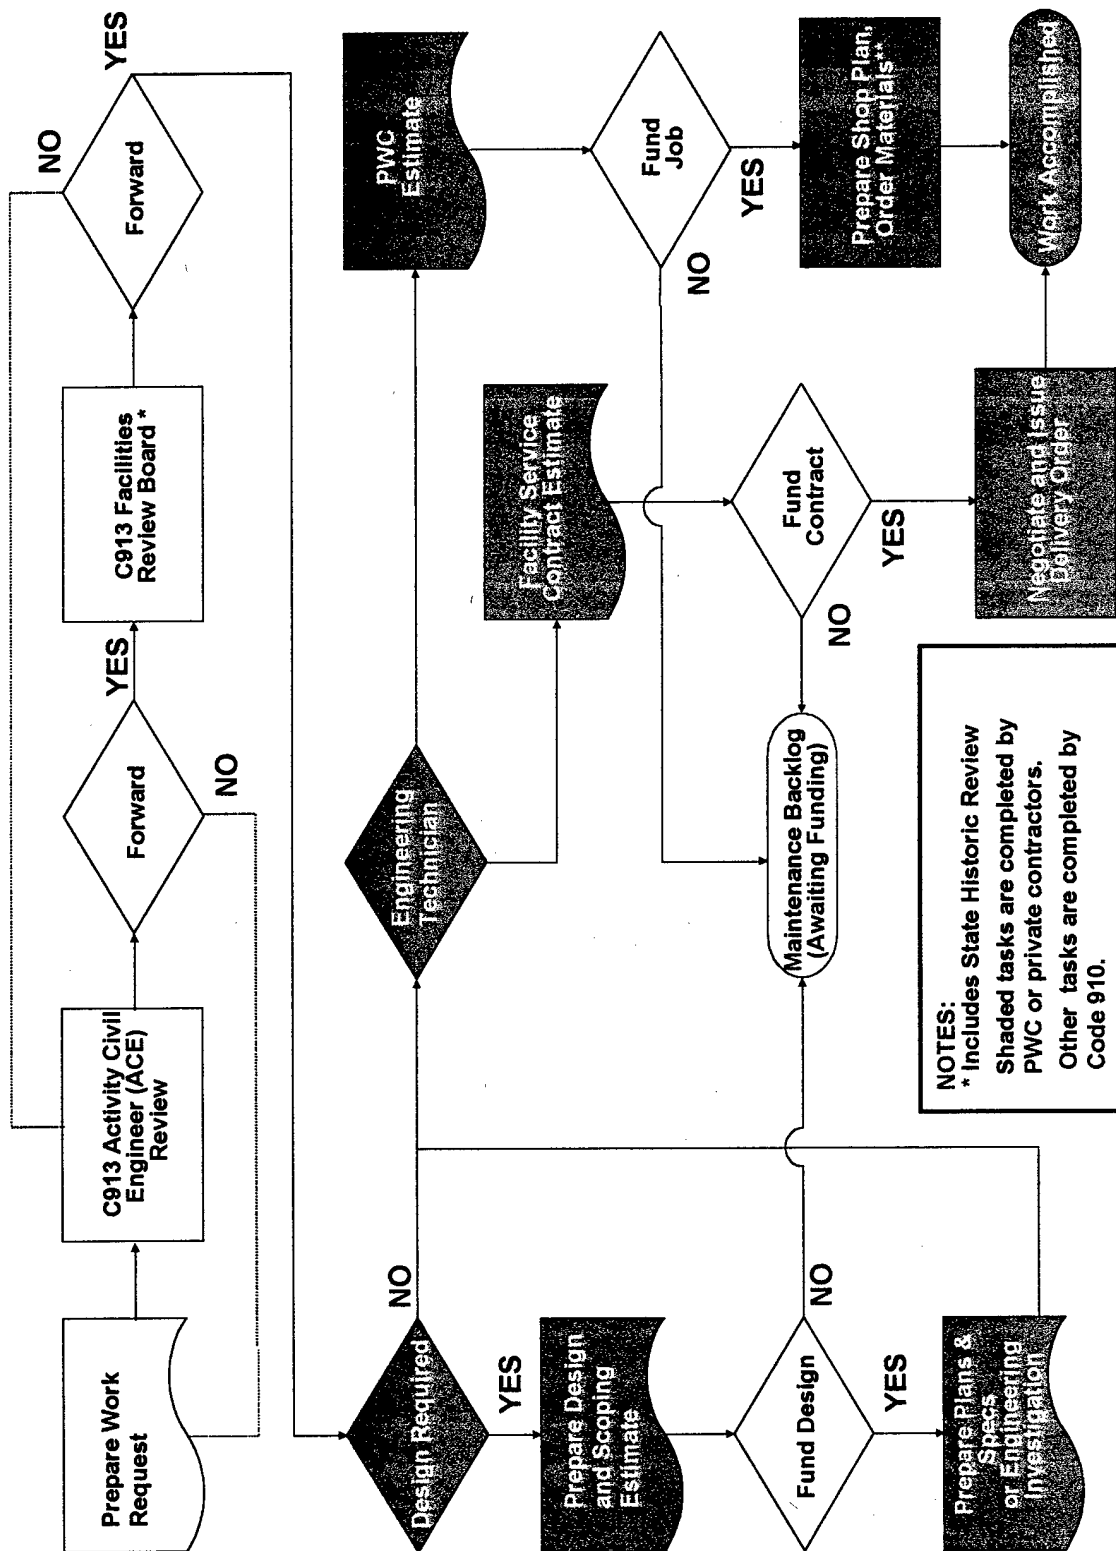 Prepare Work
Request
C913 Activity Civil
Engineer (ACE)
Review
Forward
YES
NO
C913 Facilities
Review Board *
Forward
NO
YES
Design Required
NO
YES
Prepare Design
and Scoping
Estimate
Fund Design
NO
YES
Prepare Plans &
Specs
or Engineering
Investigation
Engineering
Technician
Facility Service
Contract Estimate
PWC
Estimate
Fund
Job
NO
YES
Fund
Contract
NO
YES
Maintenance Backlog
(Awaiting Funding)
Prepare Shop Plan,
Order Materials**
Negotiate and Issue
Delivery Order
Work Accomplished
NOTES:
* Includes State Historic Review
Shaded tasks are completed by
PWC or private contractors.
Other tasks are completed by
Code 910.